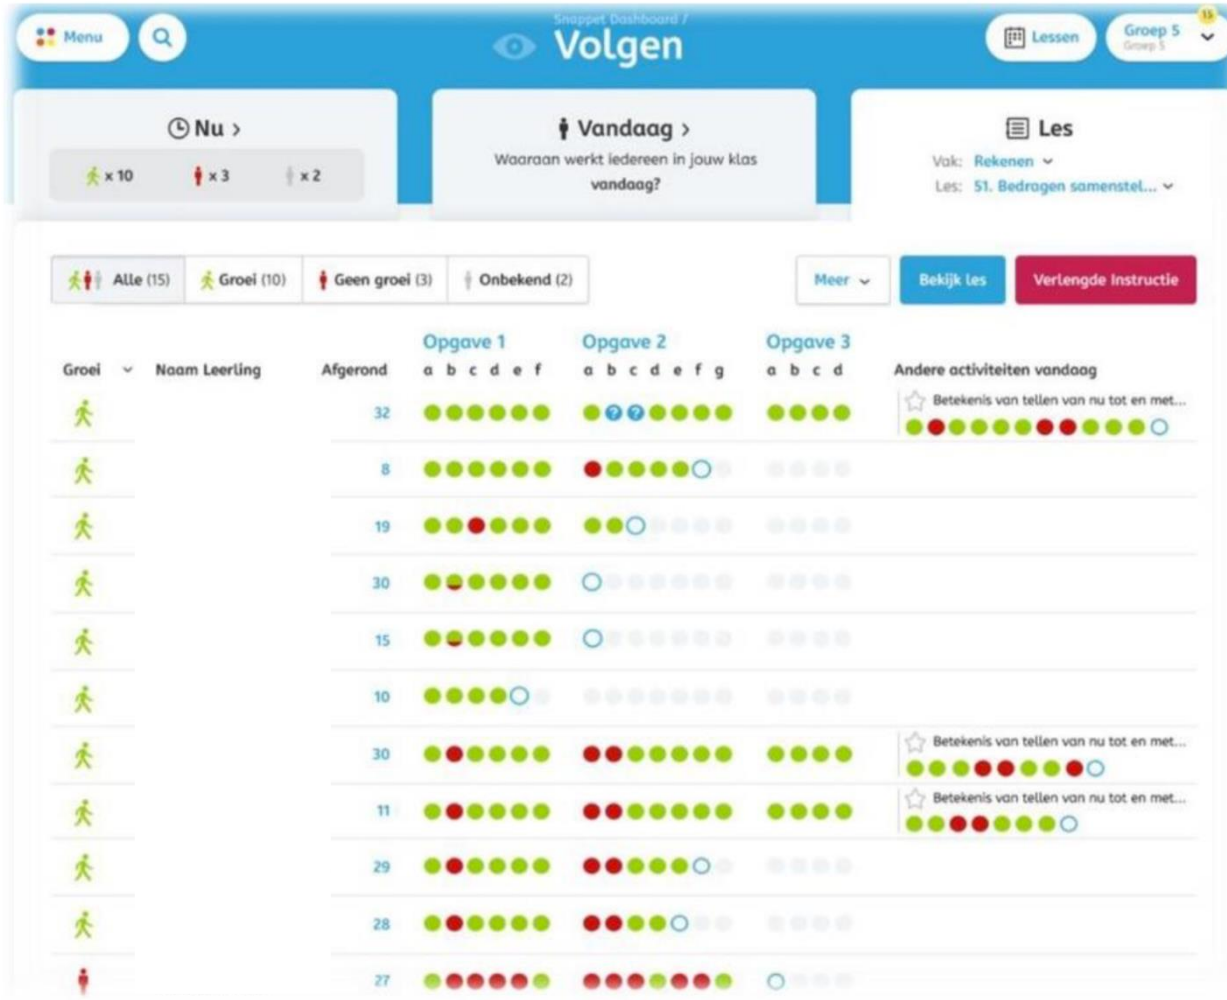 Snappet Dashboard /
Menu
Volgen
Lessen
Groep 5
Groep 5
15
Nu >
x 10 x 3 x 2
Vandaag >
Waaraan werkt iedereen in jouw klas
vandaag?
Les
Vak: Rekenen
Les: 51. Bedragen samenstel...
Alle (15) Groei (10) Geen groei (3) Onbekend (2)
Meer Bekijk les Verlengde Instructie
Opgave 1 Opgave 2 Opgave 3
Groei Naam Leerling Afgerond a b c d e f a b c d e f g a b c d Andere activiteiten vandaag
32 ? ? Betekenis van tellen van nu tot en met...
8
19
30
15
10
30 Betekenis van tellen van nu tot en met...
11 Betekenis van tellen van nu tot en met...
29
28
27